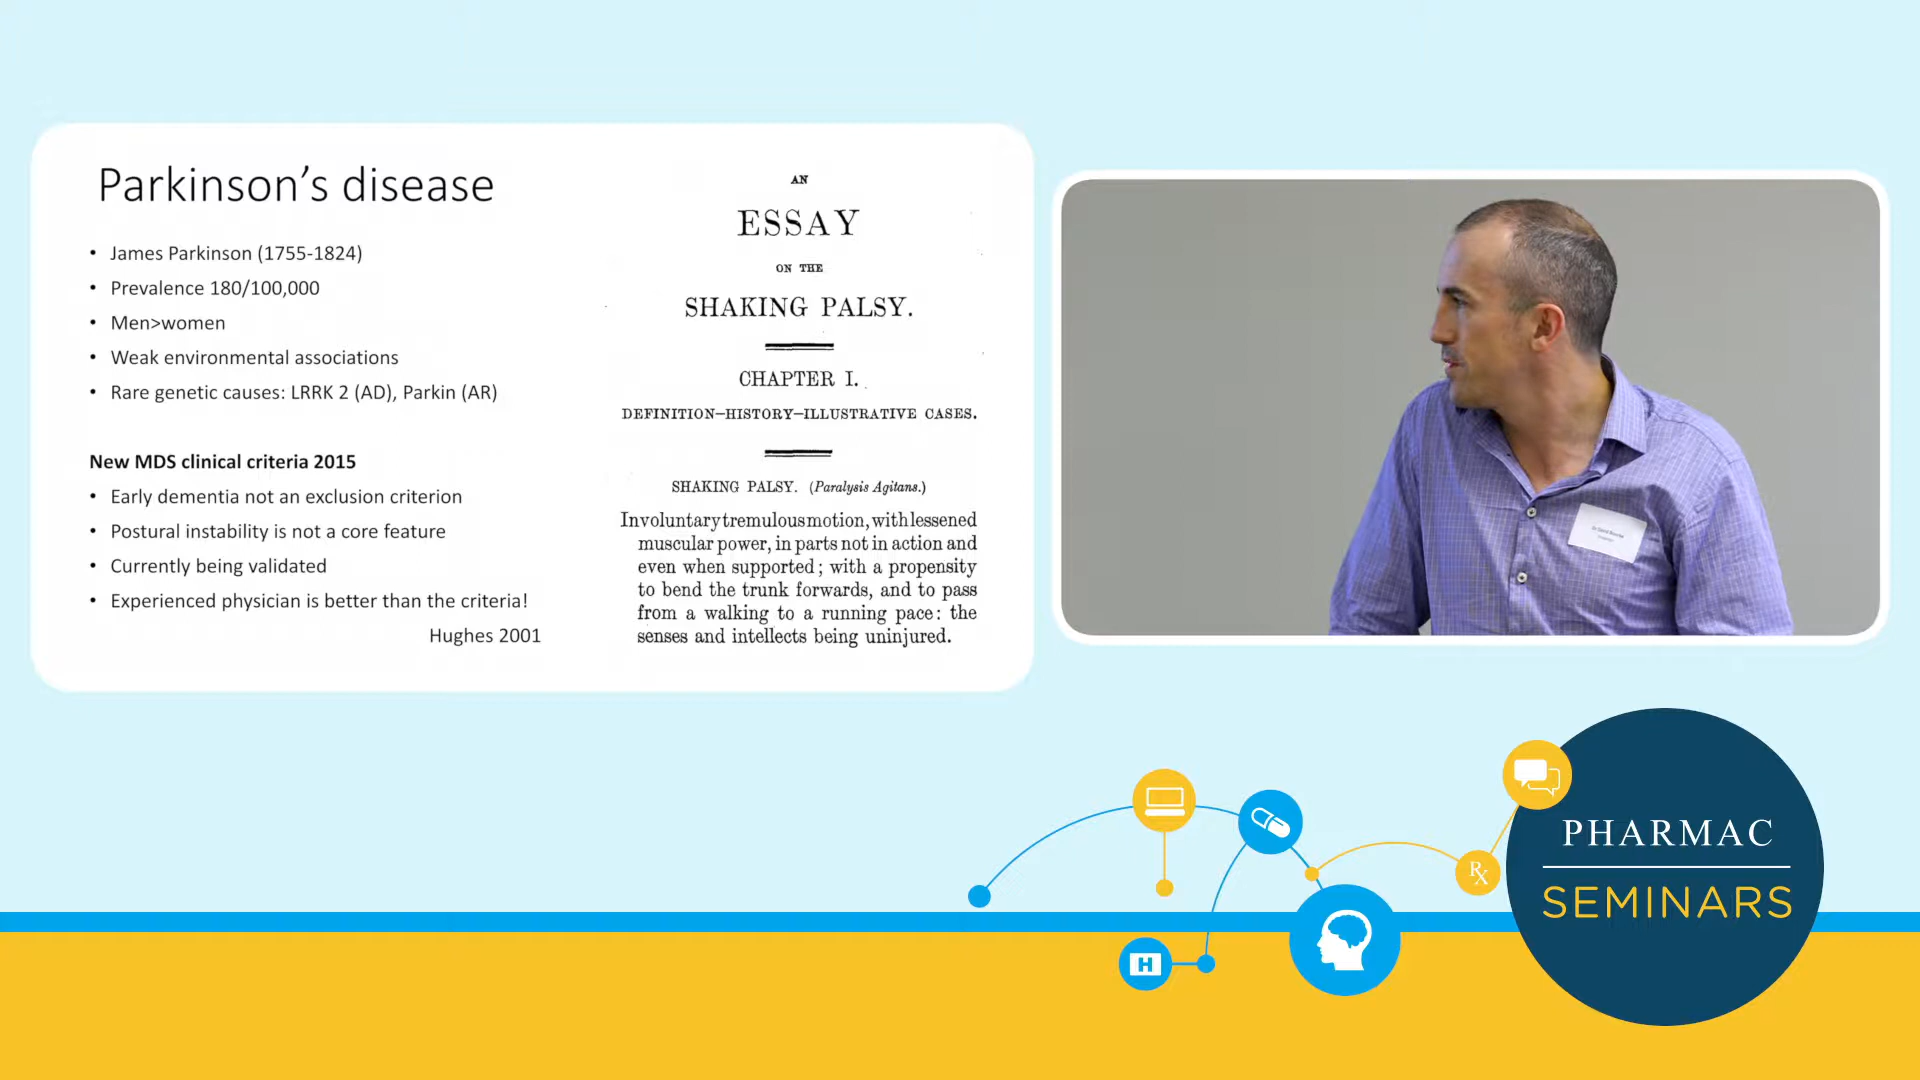 Parkinson's disease
• James Parkinson (1755-1824)
• Prevalence 180/100,000
• Men>women
• Weak environmental associations
• Rare genetic causes: LRRK 2 (AD), Parkin (AR)
New MDS clinical criteria 2015
• Early dementia not an exclusion criterion
• Postural instability is not a core feature
• Currently being validated
• Experienced physician is better than the criteria!
Hughes 2001
AN
ESSAY
ON THE
SHAKING PALSY.
CHAPTER I.
DEFINITION—HISTORY—ILLUSTRATIVE CASES.
SHAKING PALSY. (Paralysis Agitans.)
Involuntary tremulous motion, with lessened
muscular power, in parts not in action and
even when supported; with a propensity
to bend the trunk forwards, and to pass
from a walking to a running pace: the
senses and intellects being uninjured.
Dr David
H
Rx
PHARMAC
SEMINARS